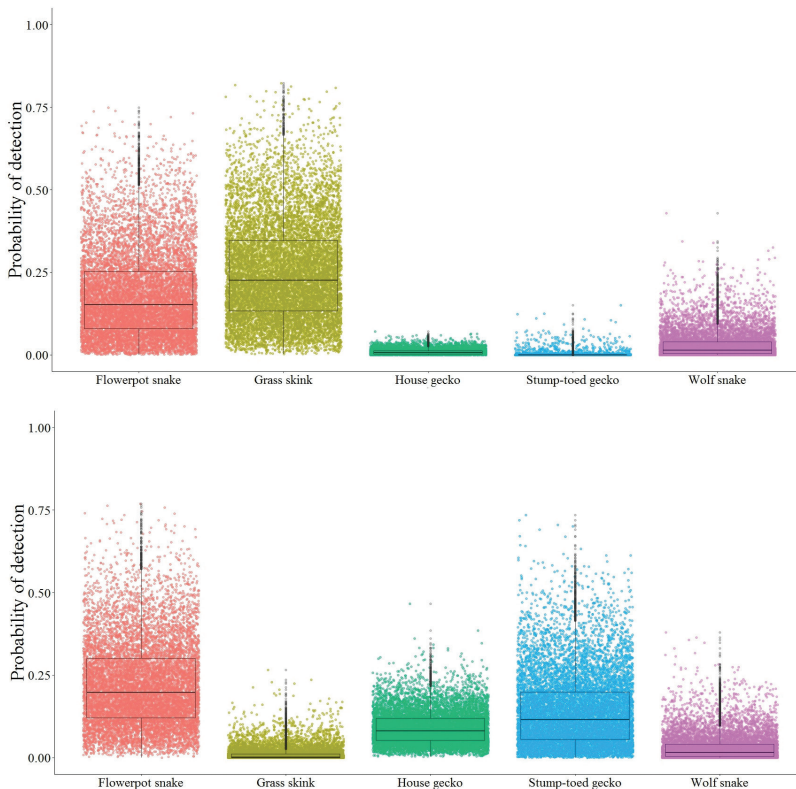 Probability of detection
1.00
0.75
0.50
0.25
0.00
Flowerpot snake Grass skink House gecko Stump-toed gecko Wolf snake
Probability of detection
1.00
0.75
0.50
0.25
0.00
Flowerpot snake Grass skink House gecko Stump-toed gecko Wolf snake